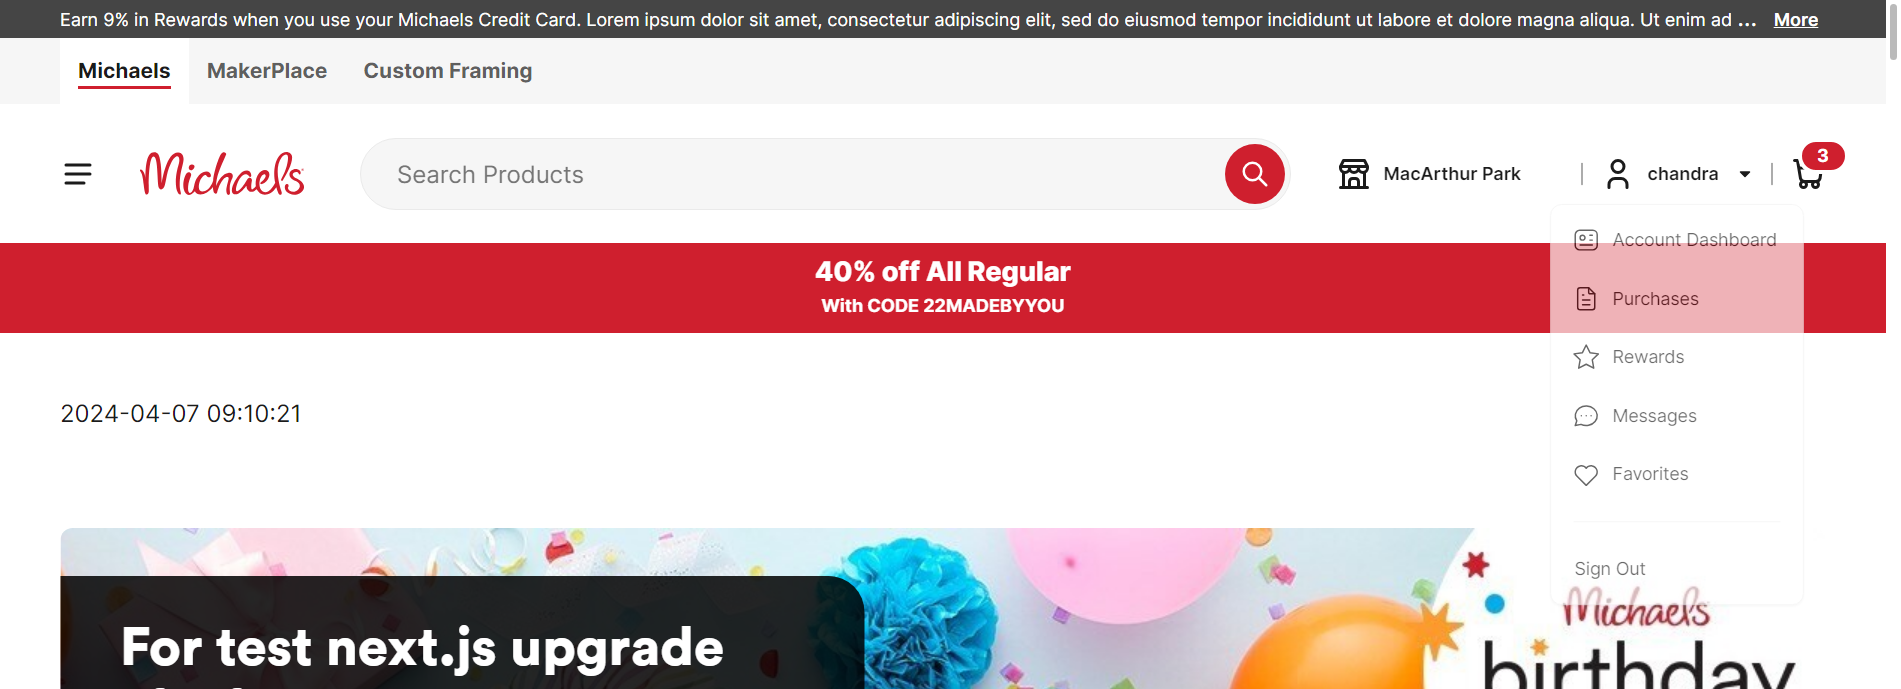 Earn 9% in Rewards when you use your Michaels Credit Card. Lorem ipsum dolor sit amet, consectetur adipiscing elit, sed do eiusmod tempor incididunt ut labore et dolore magna aliqua. Ut enim ad ... More
Michaels MakerPlace Custom Framing
Michaels
Search Products
MacArthur Park
chandra
3
Account Dashboard
Purchases
Rewards
Messages
Favorites
Sign Out
40% off All Regular
With CODE 22MADEBYYOU
2024-04-07 09:10:21
For test next.js upgrade
Michaels
birthday